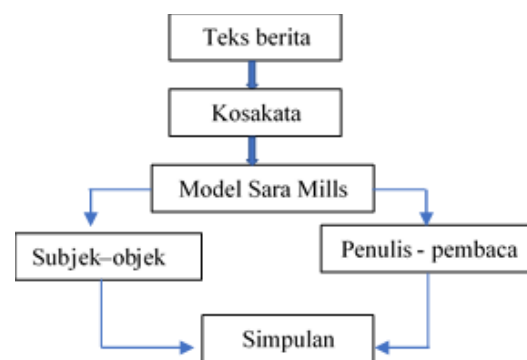 Teks berita
Kosakata
Model Sara Mills
Subjek–objek
Penulis - pembaca
Simpulan